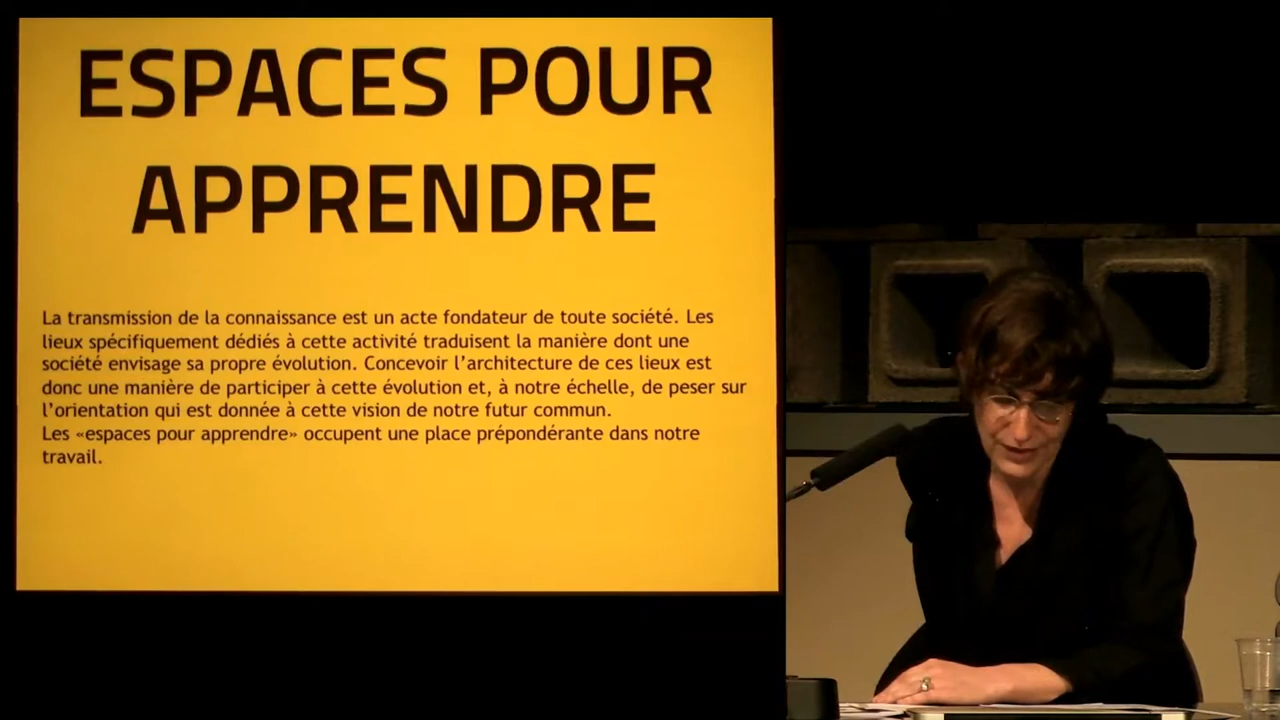 ESPACES POUR
APPRENDRE
La transmission de la connaissance est un acte fondateur de toute société. Les
lieux spécifiquement dédiés à cette activité traduisent la manière dont une
société envisage sa propre évolution. Concevoir l’architecture de ces lieux est
donc une manière de participer à cette évolution et, à notre échelle, de peser sur
l’orientation qui est donnée à cette vision de notre futur commun.
Les «espaces pour apprendre» occupent une place prépondérante dans notre
travail.